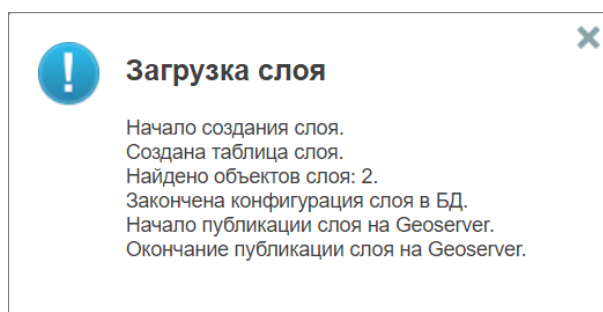 Загрузка слоя
Начало создания слоя.
Создана таблица слоя.
Найдено объектов слоя: 2.
Закончена конфигурация слоя в БД.
Начало публикации слоя на Geoserver.
Окончание публикации слоя на Geoserver.